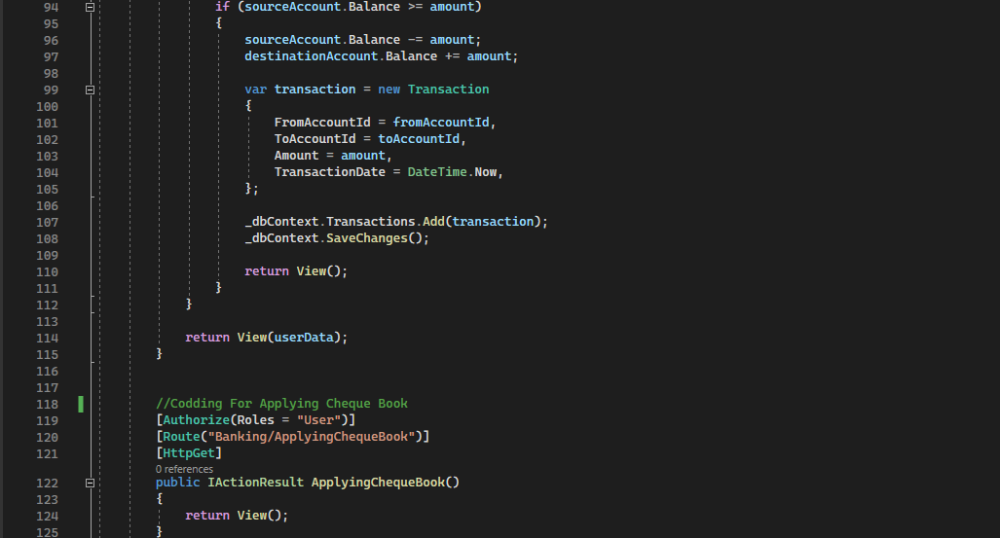 94 if (sourceAccount.Balance >= amount)
95 {
96 sourceAccount.Balance -= amount;
97 destinationAccount.Balance += amount;
98
99 var transaction = new Transaction
100 {
101 FromAccountId = fromAccountId,
102 ToAccountId = toAccountId,
103 Amount = amount,
104 TransactionDate = DateTime.Now,
105 };
106
107 _dbContext.Transactions.Add(transaction);
108 _dbContext.SaveChanges();
109
110 return View();
111 }
112 }
113
114 return View(userData);
115 }
116
117
118 //Codding For Applying Cheque Book
119 [Authorize(Roles = "User")]
120 [Route("Banking/ApplyingChequeBook")]
121 [HttpGet]
0 references
122 public IActionResult ApplyingChequeBook()
123 {
124 return View();
125 }